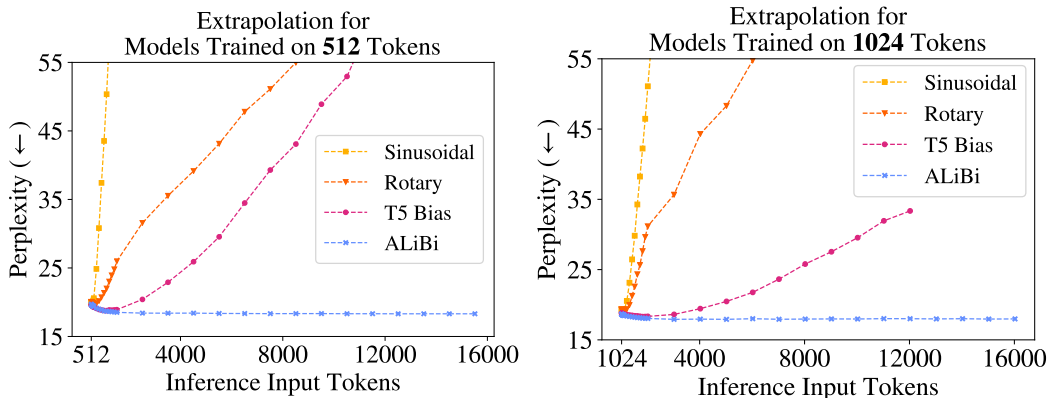 Extrapolation for
Models Trained on 512 Tokens
55
45
35
25
15
Perplexity (←)
Sinusoidal
Rotary
T5 Bias
ALiBi
512
4000
8000
12000
16000
Inference Input Tokens
Extrapolation for
Models Trained on 1024 Tokens
55
45
35
25
15
Perplexity (←)
Sinusoidal
Rotary
T5 Bias
ALiBi
1024
4000
8000
12000
16000
Inference Input Tokens